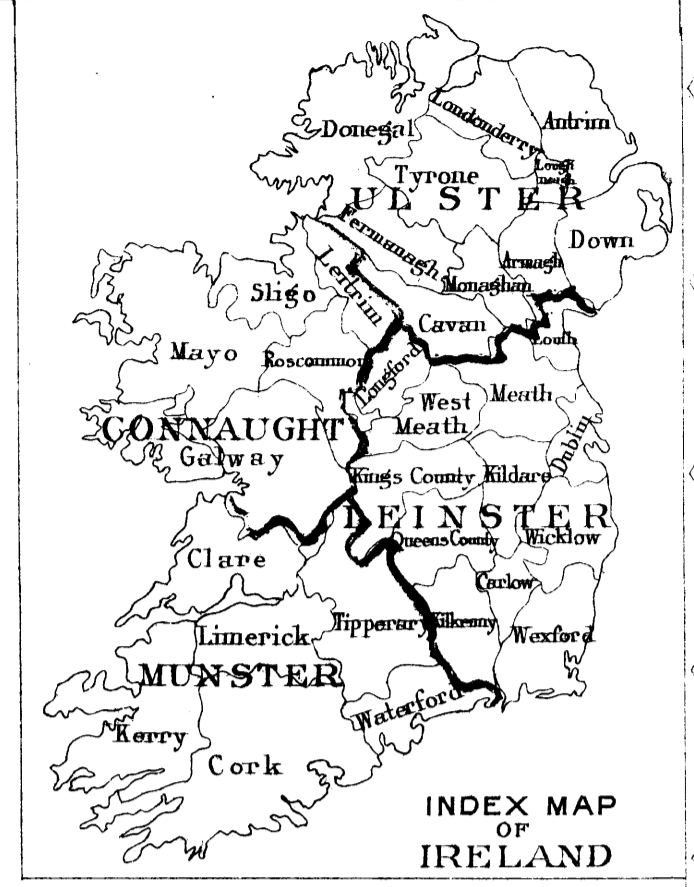 Londonderry
Antrim
Donegal
Lough
neagh
Tyrone
ULSTER
Fermanagh
Down
Armagh
Monaghan
Leitrim
Sligo
Cavan
Louth
Mayo
Roscommon
Longford
West
Meath
Meath
Dublin
CONNAUGHT
Galway
Kings County
Kildare
LEINSTER
Queens County
Wicklow
Clare
Carlow
Tipperary
Kilkenny
Wexford
Limerick
MUNSTER
Waterford
Kerry
Cork
INDEX MAP
OF
IRELAND